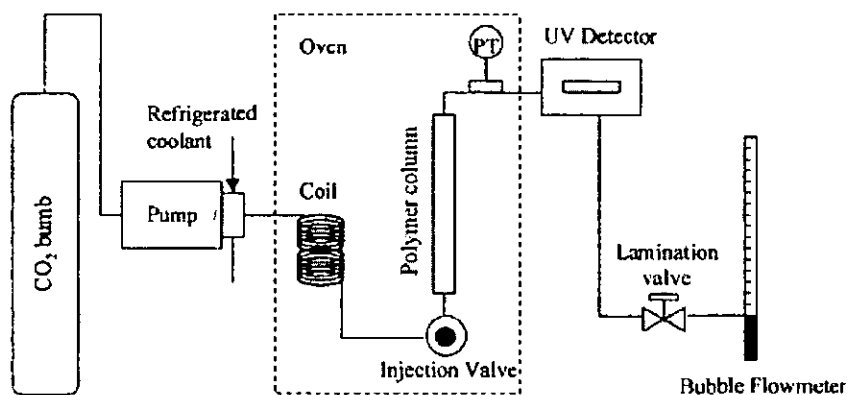 Oven
PT
UV Detector
Refrigerated
coolant
CO₂ bumb
Pump
Coil
Polymer column
Injection Valve
Lamination
valve
Bubble Flowmeter